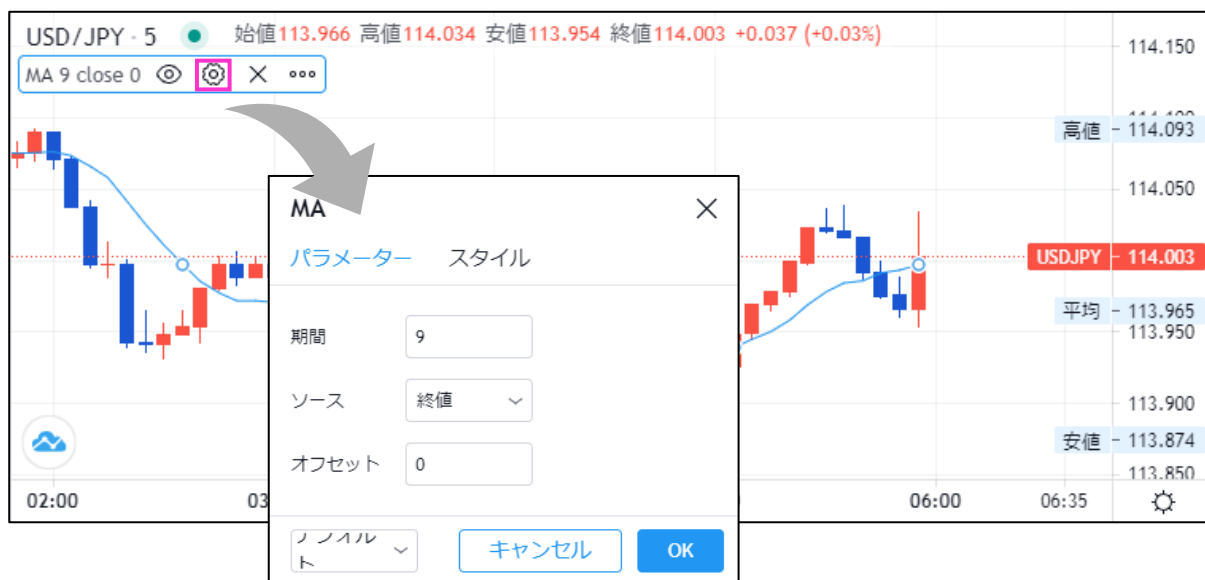 USD/JPY · 5 始値113.966 高値114.034 安値113.954 終値114.003 +0.037 (+0.03%)
MA 9 close 0
114.150
高値 114.093
114.050
USDJPY 114.003
平均 113.965
113.950
113.900
安値 113.874
113.850
MA
パラメーター スタイル
期間 9
ソース 終値
オフセット 0
キャンセル OK
02:00 03 06:00 06:35